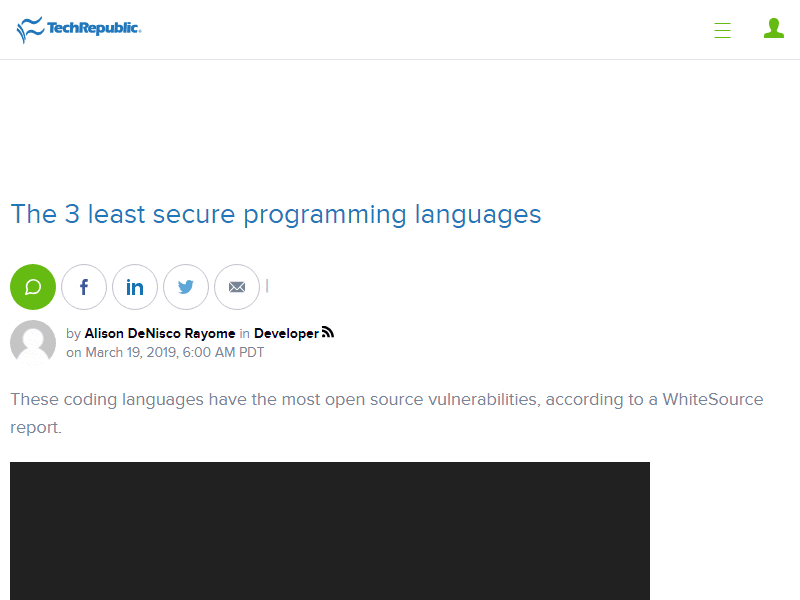 TechRepublic.
The 3 least secure programming languages
by Alison DeNisco Rayome in Developer
on March 19, 2019, 6:00 AM PDT
These coding languages have the most open source vulnerabilities, according to a WhiteSource
report.